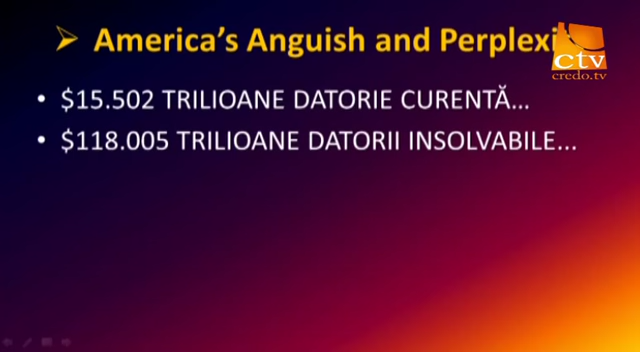 America's Anguish and Perplexi
ctv
credo.tv
• $15.502 TRILIOANE DATORIE CURENTĂ...
• $118.005 TRILIOANE DATORII INSOLVABILE...